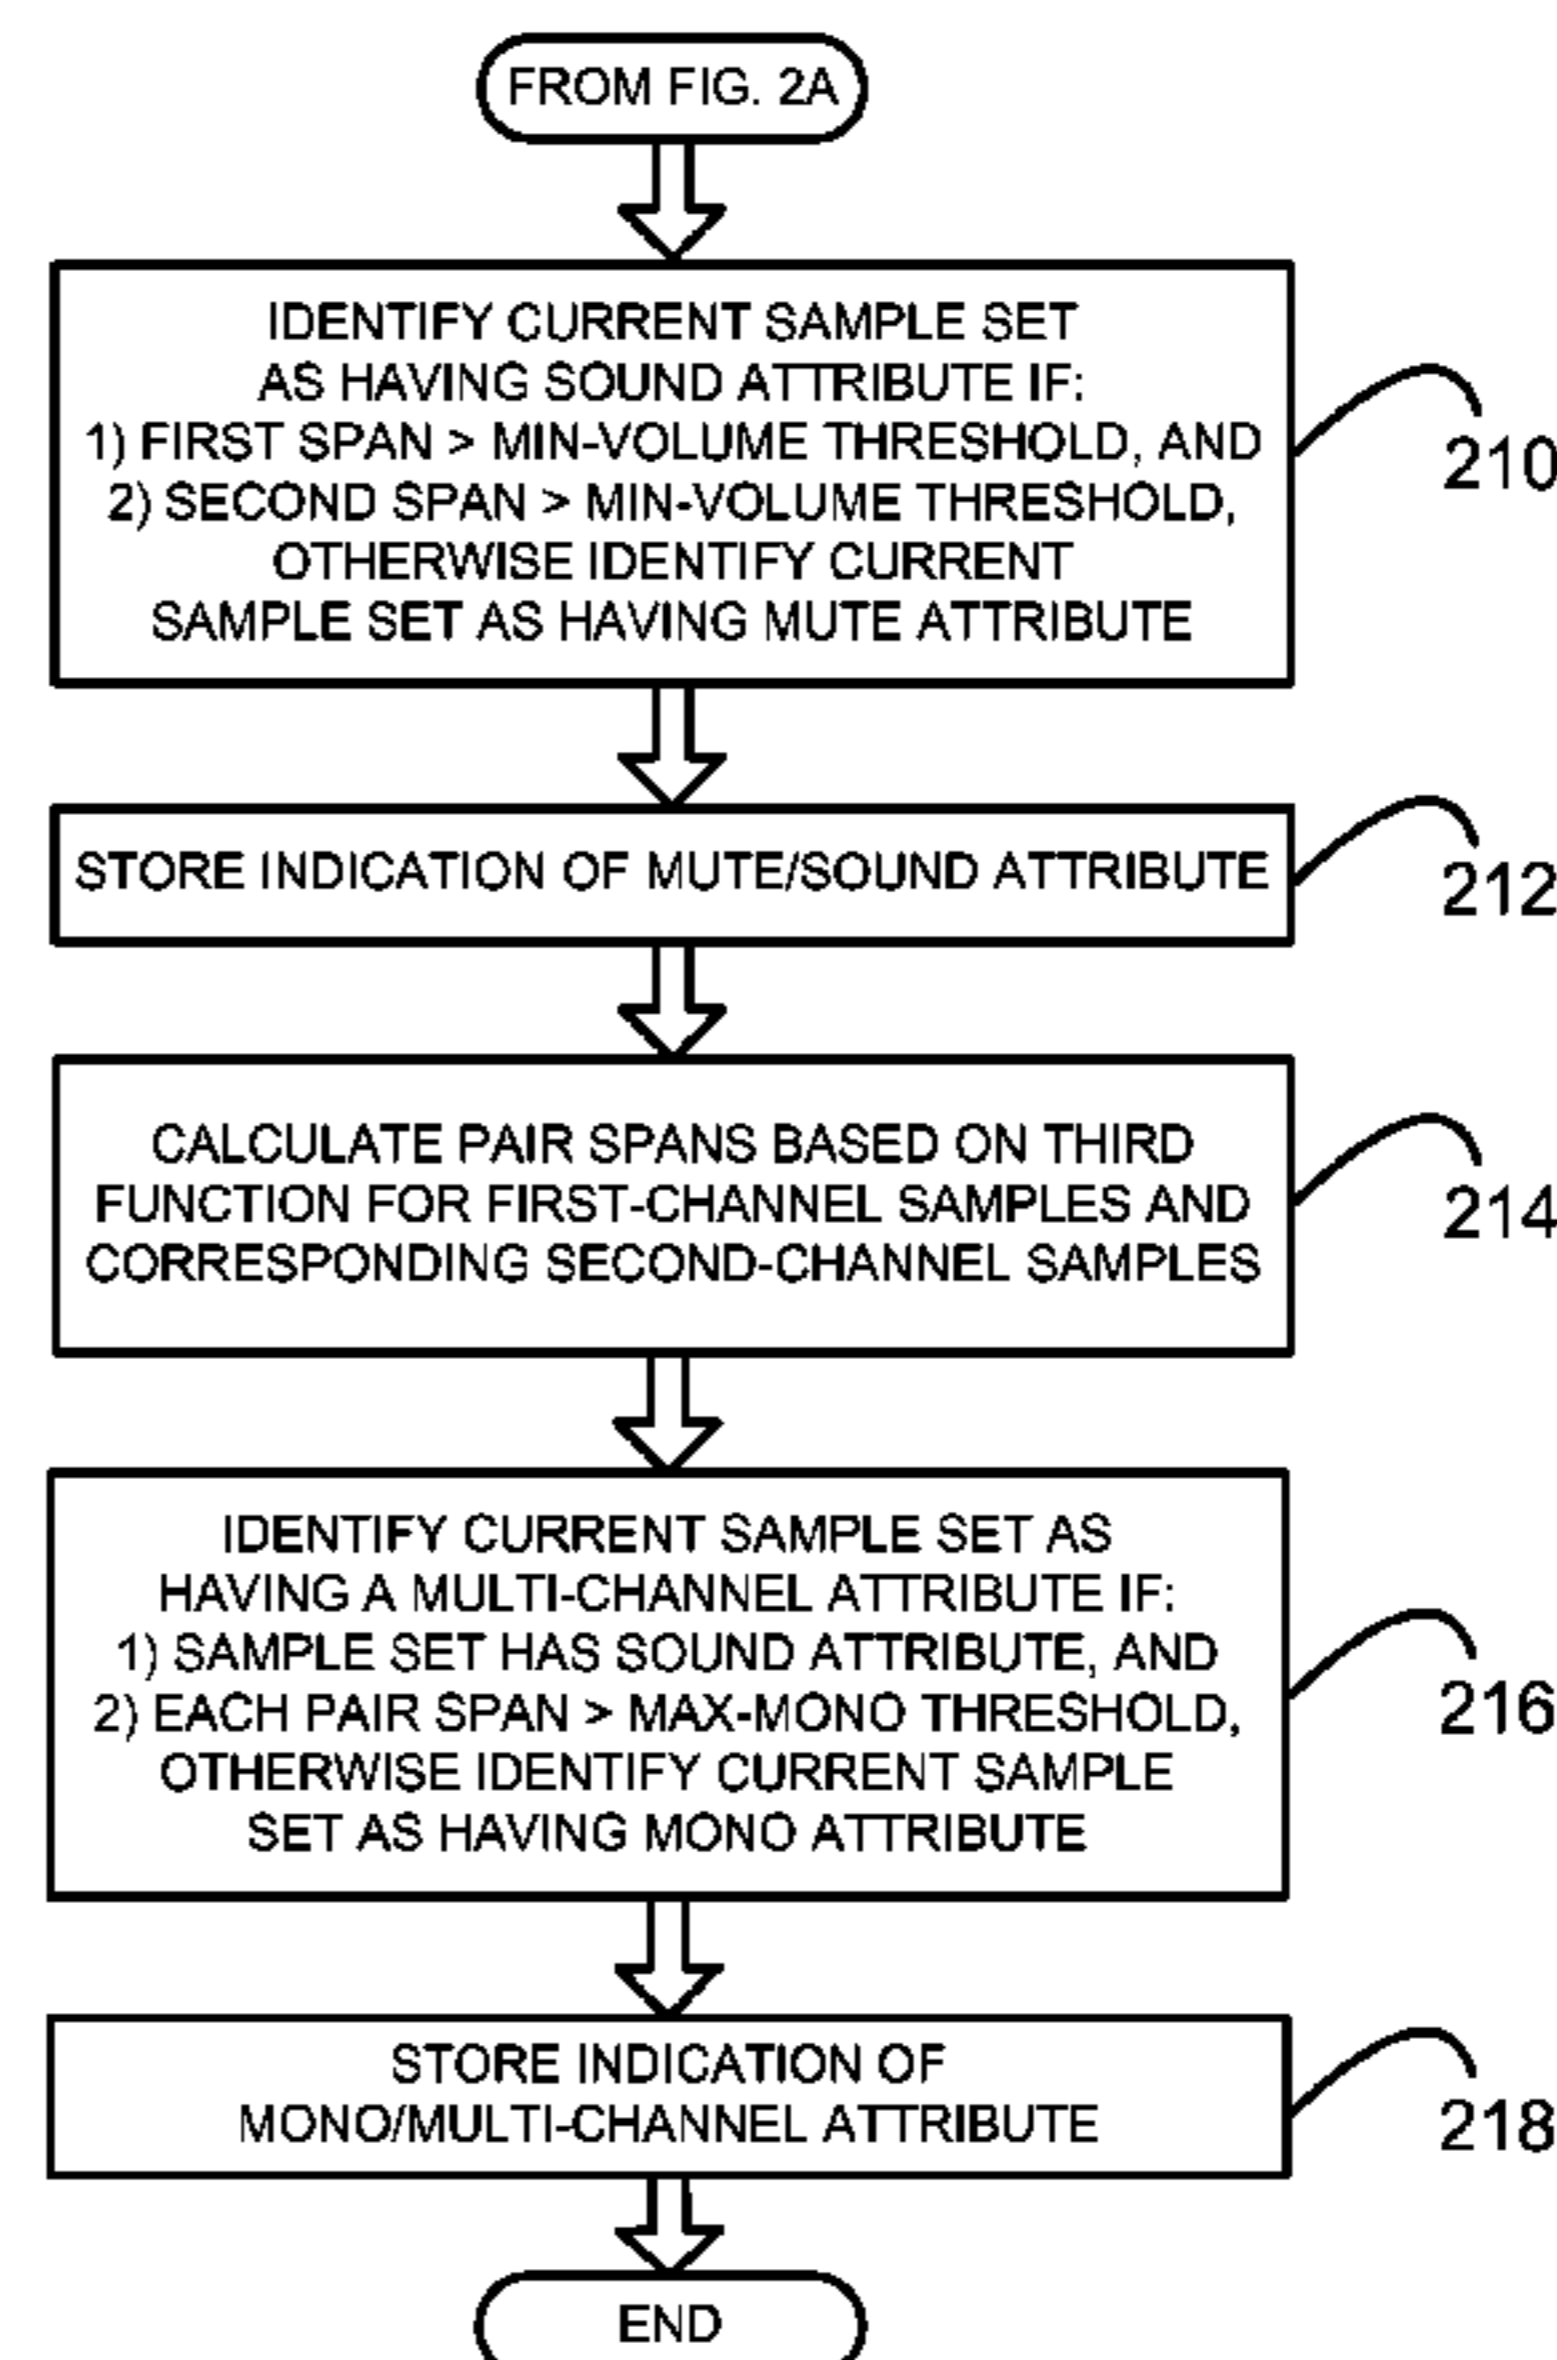 FROM FIG. 2A
IDENTIFY CURRENT SAMPLE SET
AS HAVING SOUND ATTRIBUTE IF:
1) FIRST SPAN > MIN-VOLUME THRESHOLD, AND
2) SECOND SPAN > MIN-VOLUME THRESHOLD,
OTHERWISE IDENTIFY CURRENT
SAMPLE SET AS HAVING MUTE ATTRIBUTE
210
STORE INDICATION OF MUTE/SOUND ATTRIBUTE
212
CALCULATE PAIR SPANS BASED ON THIRD
FUNCTION FOR FIRST-CHANNEL SAMPLES AND
CORRESPONDING SECOND-CHANNEL SAMPLES
214
IDENTIFY CURRENT SAMPLE SET AS
HAVING A MULTI-CHANNEL ATTRIBUTE IF:
1) SAMPLE SET HAS SOUND ATTRIBUTE, AND
2) EACH PAIR SPAN > MAX-MONO THRESHOLD,
OTHERWISE IDENTIFY CURRENT SAMPLE
SET AS HAVING MONO ATTRIBUTE
216
STORE INDICATION OF
MONO/MULTI-CHANNEL ATTRIBUTE
218
END